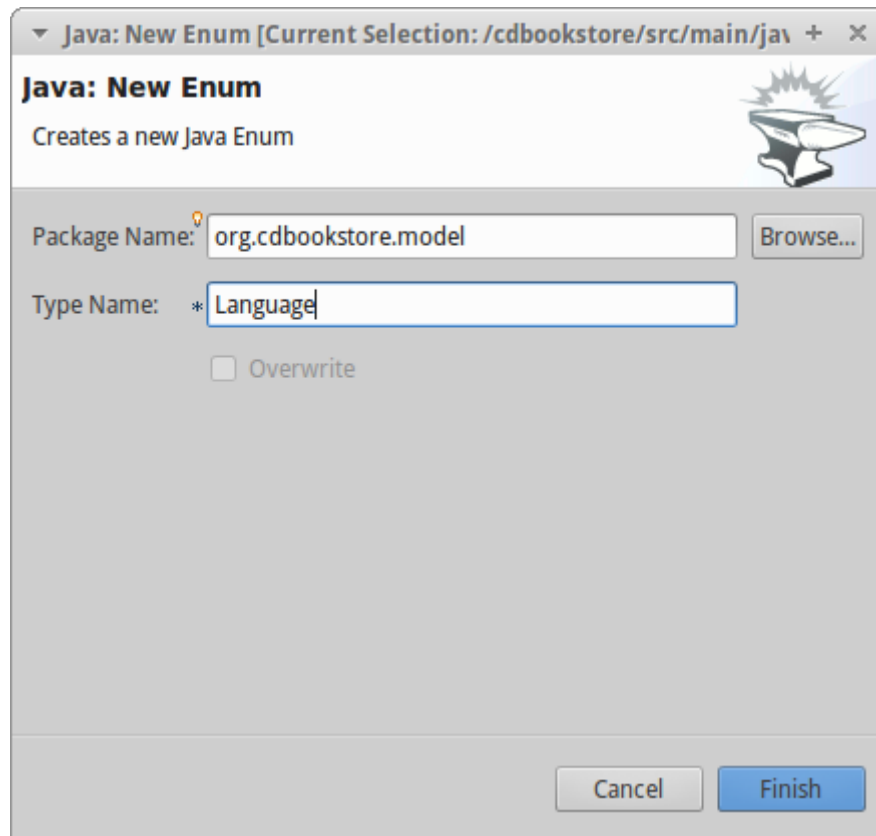 Java: New Enum [Current Selection: /cdbookstore/src/main/jav
Java: New Enum
Creates a new Java Enum
Package Name: org.cdbookstore.model Browse...
Type Name: * Language
Overwrite
Cancel Finish